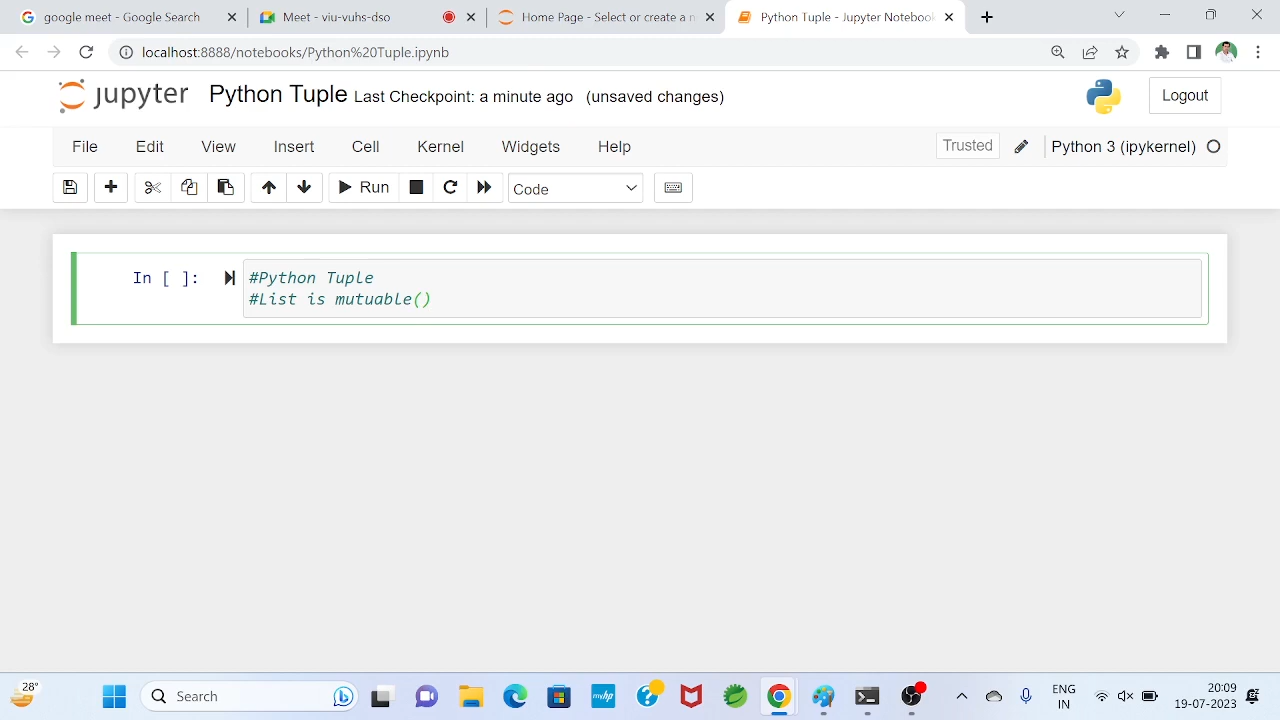 Google meet - Google Search
Meet - viu-vuhs-dso
Home Page - Select or create a n
Python Tuple - Jupyter Notebook
localhost:8888/notebooks/Python%20Tuple.ipynb
jupyter
Python Tuple Last Checkpoint: a minute ago (unsaved changes)
Logout
File Edit View Insert Cell Kernel Widgets Help
Trusted
Python 3 (ipykernel)
Run
Code
In [ ]:
#Python Tuple
#List is mutuable()
28°
Search
myhp
ENG
IN
20:09
19-07-2023